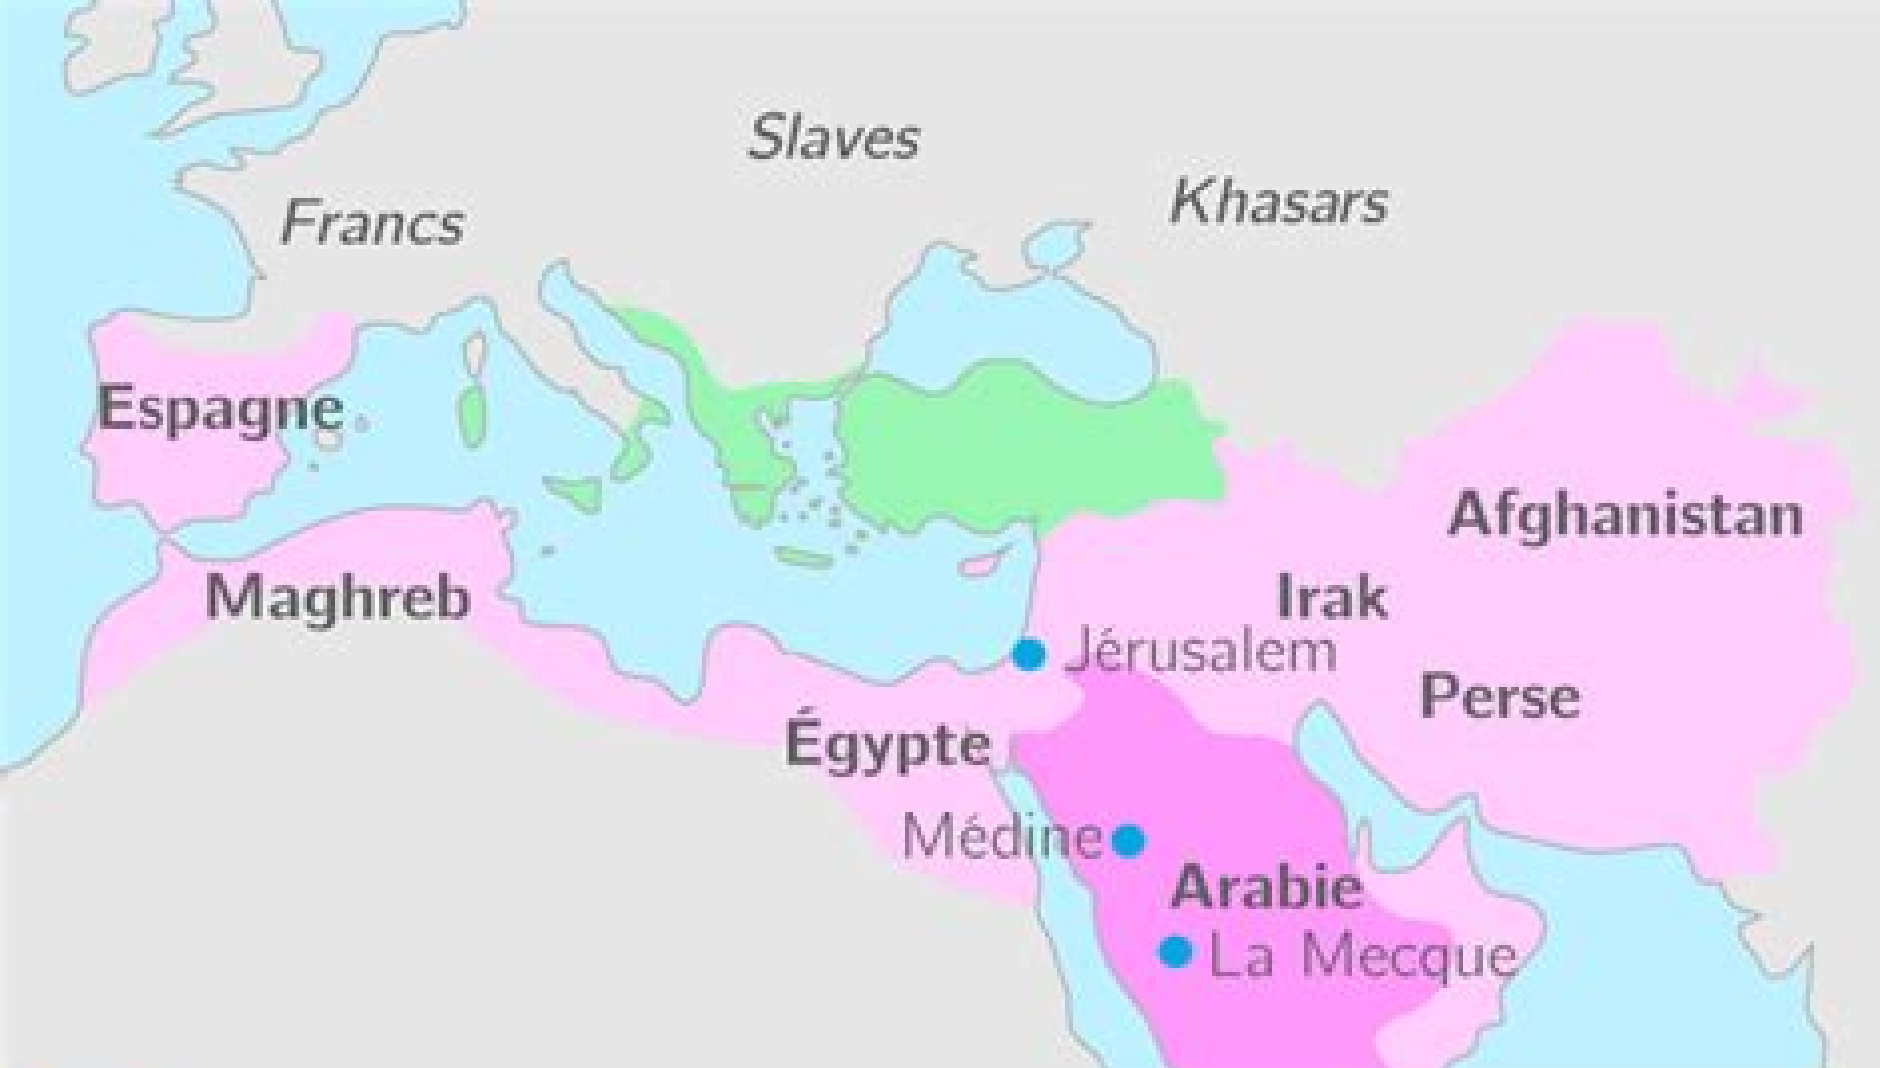 Slaves
Khasars
Francs
Espagne
Afghanistan
Maghreb
Irak
Jérusalem
Perse
Égypte
Médine
Arabie
La Mecque